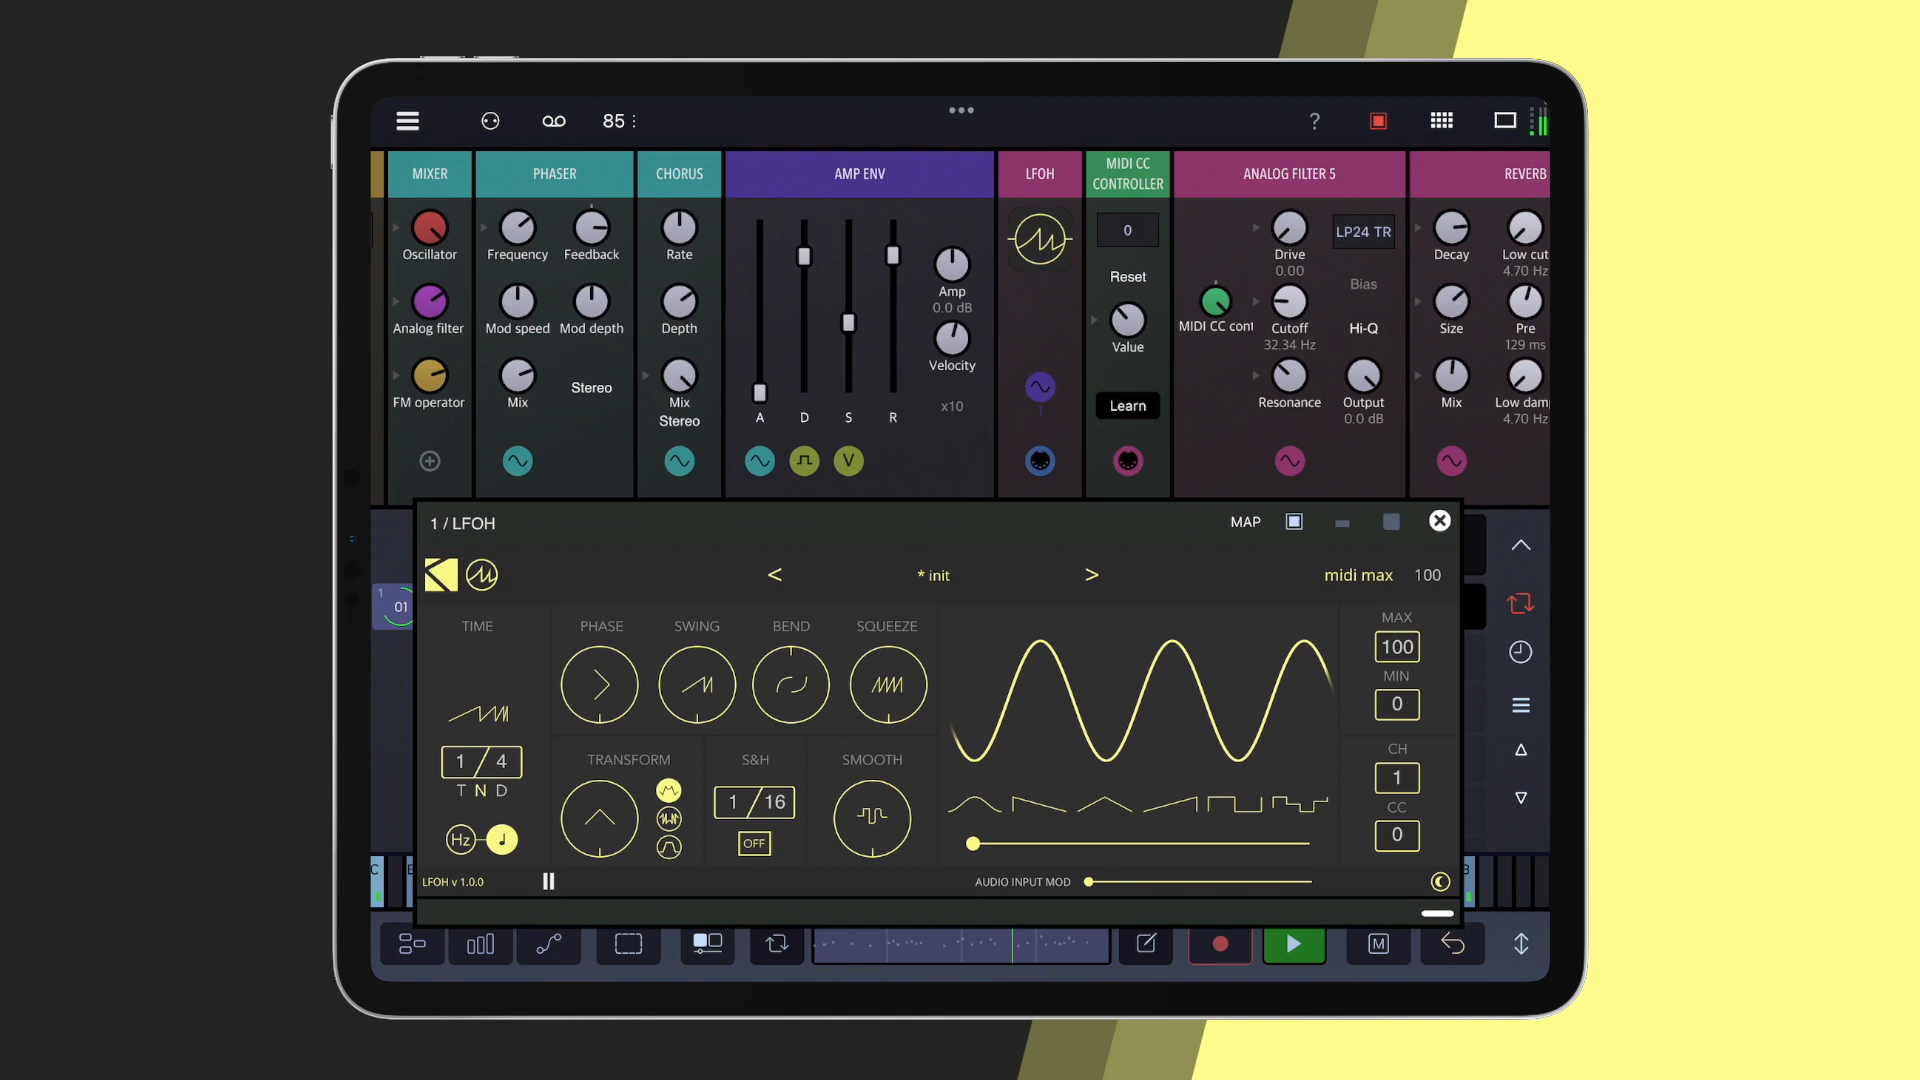 85
?
MIXER
PHASER
CHORUS
AMP ENV
LFOH
MIDI CC
CONTROLLER
ANALOG FILTER 5
REVERB
Oscillator
Analog filter
FM operator
Frequency
Feedback
Mod speed
Mod depth
Mix
Stereo
Rate
Depth
Mix
Stereo
A
D
S
R
Amp
0.0 dB
Velocity
x10
V
0
Reset
Value
Learn
MIDI CC cont
Drive
0.00
Cutoff
32.34 Hz
Resonance
LP24 TR
Bias
Hi-Q
Output
0.0 dB
Decay
Size
Mix
Low cut
4.70 Hz
Pre
129 ms
Low damp
4.70 Hz
1 / LFOH
MAP
< * init >
midi max 100
1
01
TIME
1 / 4
T N D
Hz
PHASE
SWING
BEND
SQUEEZE
TRANSFORM
S&H
1 / 16
OFF
SMOOTH
MAX
100
MIN
0
CH
1
CC
0
LFOH v 1.0.0
AUDIO INPUT MOD
C
M